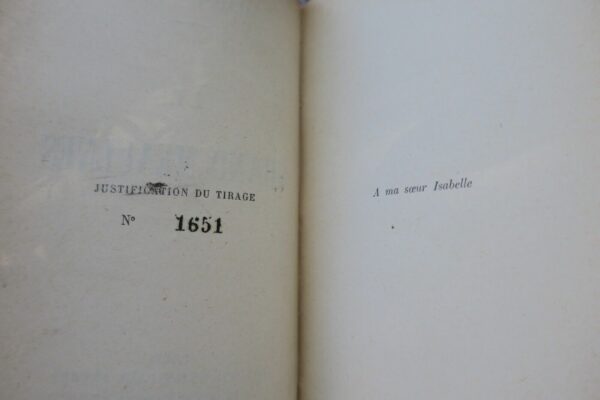 JUSTIFICATION DU TIRAGE
N° 1651
A ma sœur Isabelle